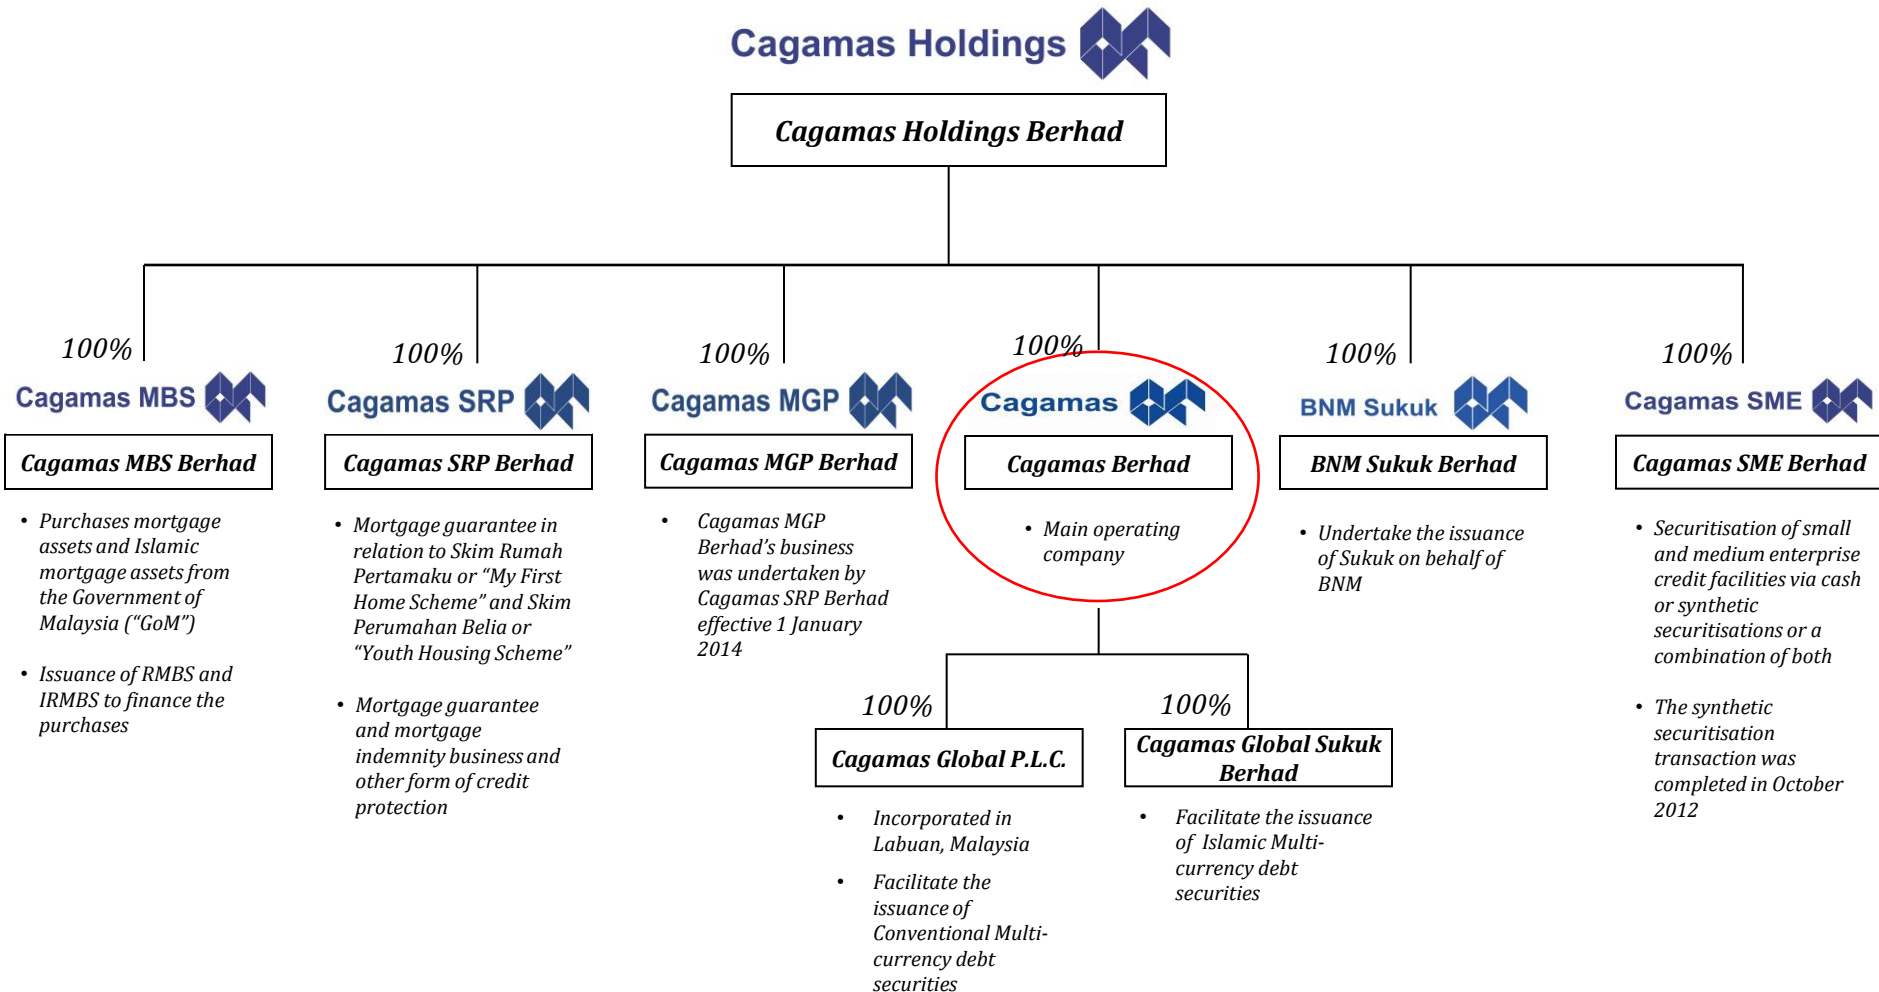 Cagamas Holdings
Cagamas Holdings Berhad
100%
Cagamas MBS
Cagamas MBS Berhad
• Purchases mortgage
assets and Islamic
mortgage assets from
the Government of
Malaysia (“GoM”)
• Issuance of RMBS and
IRMBS to finance the
purchases
100%
Cagamas SRP
Cagamas SRP Berhad
• Mortgage guarantee in
relation to Skim Rumah
Pertamaku or “My First
Home Scheme” and Skim
Perumahan Belia or
“Youth Housing Scheme”
• Mortgage guarantee
and mortgage
indemnity business and
other form of credit
protection
100%
Cagamas MGP
Cagamas MGP Berhad
• Cagamas MGP
Berhad’s business
was undertaken by
Cagamas SRP Berhad
effective 1 January
2014
100%
Cagamas
Cagamas Berhad
• Main operating
company
100%
Cagamas Global P.L.C.
• Incorporated in
Labuan, Malaysia
• Facilitate the
issuance of
Conventional Multi-
currency debt
securities
100%
Cagamas Global Sukuk
Berhad
• Facilitate the issuance
of Islamic Multi-
currency debt
securities
100%
BNM Sukuk
BNM Sukuk Berhad
• Undertake the issuance
of Sukuk on behalf of
BNM
100%
Cagamas SME
Cagamas SME Berhad
• Securitisation of small
and medium enterprise
credit facilities via cash
or synthetic
securitisations or a
combination of both
• The synthetic
securitisation
transaction was
completed in October
2012